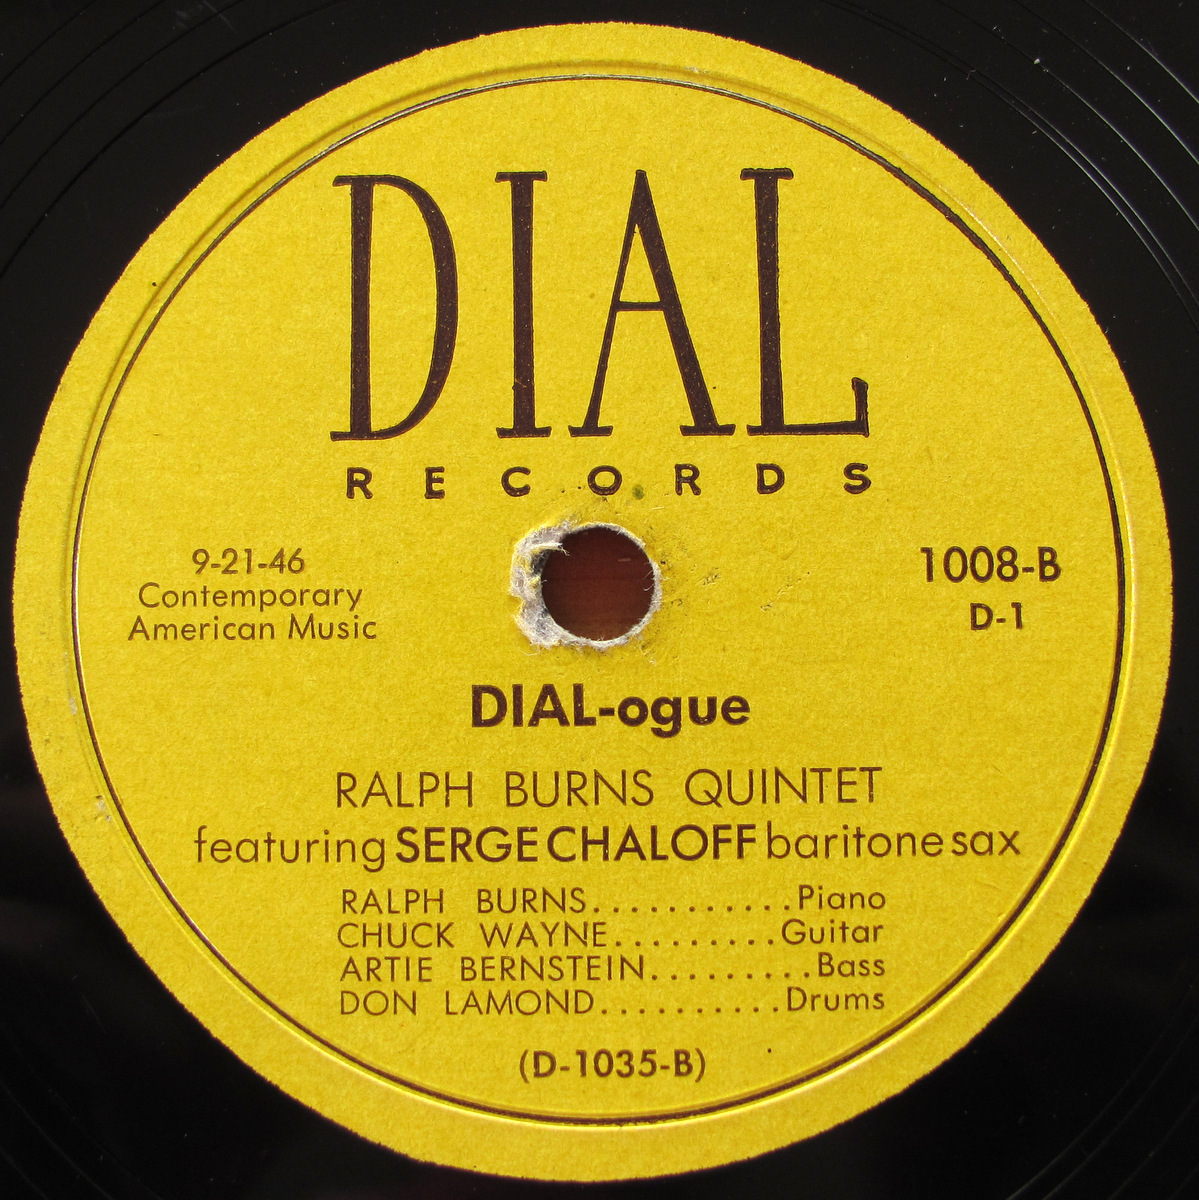 DIAL
RECORDS
9-21-46
Contemporary
American Music
1008-B
D-1
DIAL-ogue
RALPH BURNS QUINTET
featuring SERGE CHALOFF baritone sax
RALPH BURNS...........Piano
CHUCK WAYNE.........Guitar
ARTIE BERNSTEIN.........Bass
DON LAMOND..........Drums
(D-1035-B)